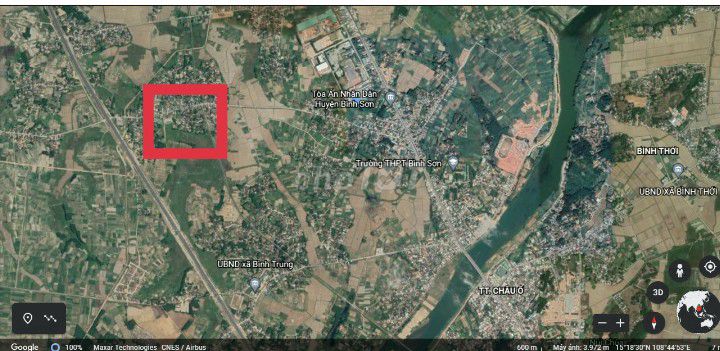 Tòa Án Nhân Dân
Huyện Bình Sơn
Trường THPT Bình Sơn
BÌNH THỚI
UBND XÃ BÌNH THỚI
UBND xã Bình Trung
TT. CHÂU Ổ
3D
Google
100%
Maxar Technologies CNES / Airbus
600 m
Máy ảnh: 3.972 m
15°18'30"N 108°44'53"E